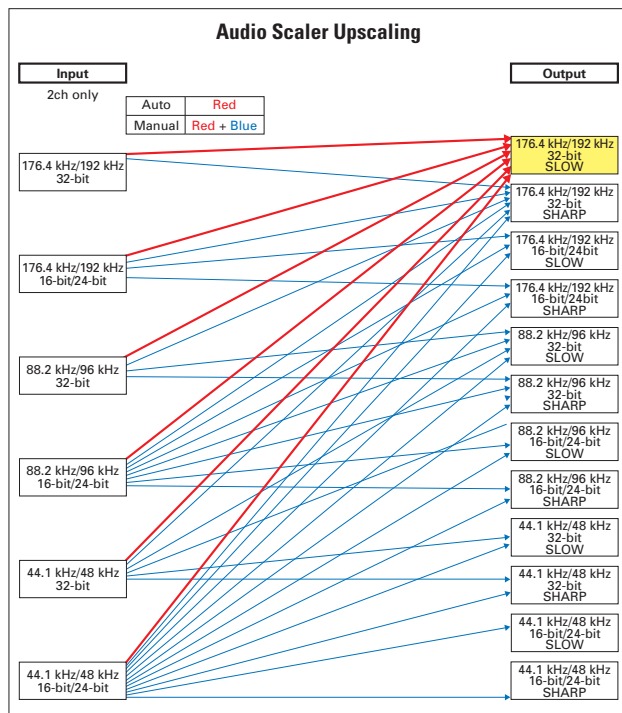 Audio Scaler Upscaling
Input
Output
2ch only
Auto Red
Manual Red + Blue
176.4 kHz/192 kHz
32-bit
176.4 kHz/192 kHz
16-bit/24-bit
88.2 kHz/96 kHz
32-bit
88.2 kHz/96 kHz
16-bit/24-bit
44.1 kHz/48 kHz
32-bit
44.1 kHz/48 kHz
16-bit/24-bit
176.4 kHz/192 kHz
32-bit
SLOW
176.4 kHz/192 kHz
32-bit
SHARP
176.4 kHz/192 kHz
16-bit/24bit
SLOW
176.4 kHz/192 kHz
16-bit/24bit
SHARP
88.2 kHz/96 kHz
32-bit
SLOW
88.2 kHz/96 kHz
32-bit
SHARP
88.2 kHz/96 kHz
16-bit/24-bit
SLOW
88.2 kHz/96 kHz
16-bit/24-bit
SHARP
44.1 kHz/48 kHz
32-bit
SLOW
44.1 kHz/48 kHz
32-bit
SHARP
44.1 kHz/48 kHz
16-bit/24-bit
SLOW
44.1 kHz/48 kHz
16-bit/24-bit
SHARP